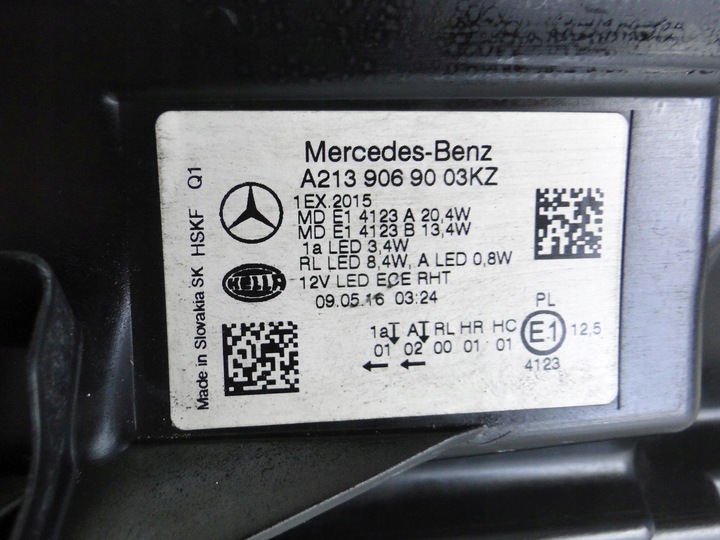 Mercedes-Benz
A213 906 90 03KZ
1EX.2015
MD E1 4123 A 20,4W
MD E1 4123 B 13,4W
1a LED 3,4W
RL LED 8,4W, A LED 0,8W
12V LED ECE RHT
09.05.16 03:24
HELLA
Made in Slovakia SK HSKF Q1
1a A RL HR HC
01 02 00 01 01
PL
E1 12,5
4123